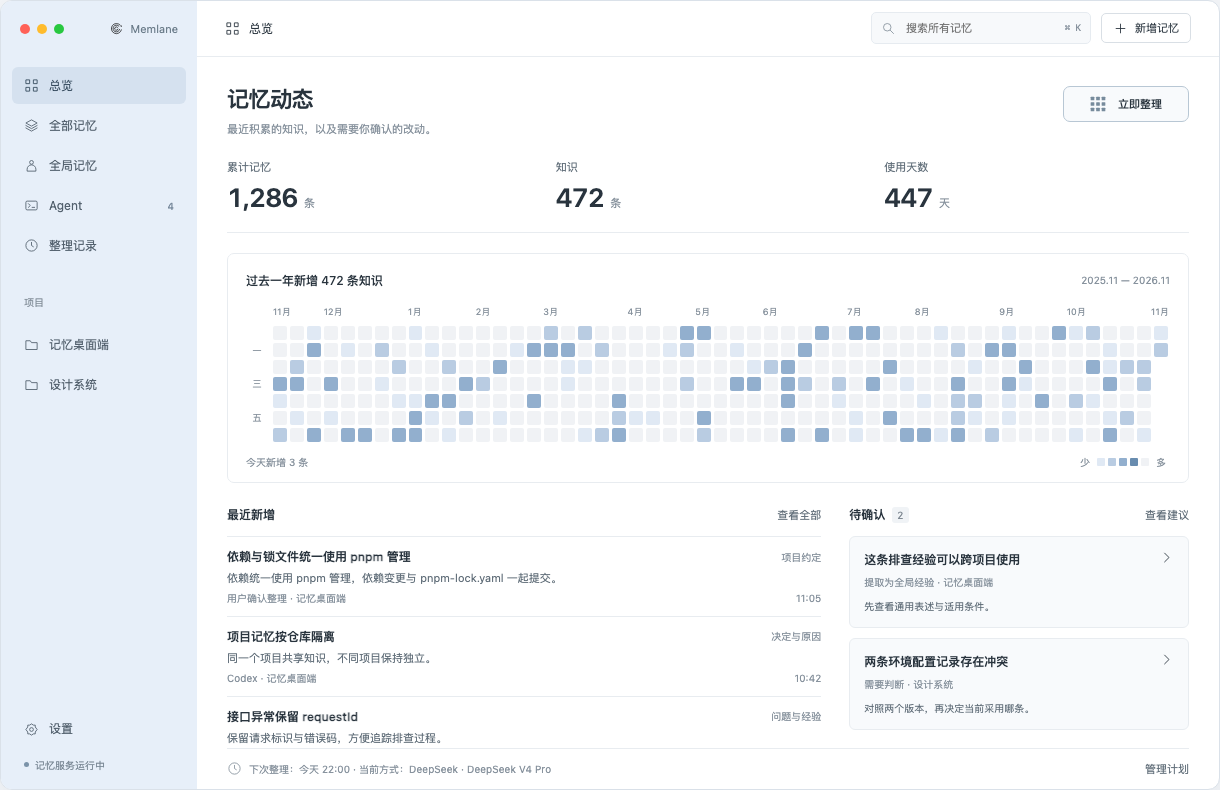 Memlane
总览
全部记忆
全局记忆
Agent 4
整理记录
项目
记忆桌面端
设计系统
设置
记忆服务运行中
总览
搜索所有记忆 ⌘ K
新增记忆
记忆动态
最近积累的知识，以及需要你确认的改动。
立即整理
累计记忆
1,286 条
知识
472 条
使用天数
447 天
过去一年新增 472 条知识
2025.11 — 2026.11
11月 12月 1月 2月 3月 4月 5月 6月 7月 8月 9月 10月 11月
一
三
五
今天新增 3 条
少 多
最近新增 查看全部
依赖与锁文件统一使用 pnpm 管理 项目约定
依赖统一使用 pnpm 管理，依赖变更与 pnpm-lock.yaml 一起提交。
用户确认整理 · 记忆桌面端 11:05
项目记忆按仓库隔离 决定与原因
同一个项目共享知识，不同项目保持独立。
Codex · 记忆桌面端 10:42
接口异常保留 requestId 问题与经验
保留请求标识与错误码，方便追踪排查过程。
待确认 2 查看建议
这条排查经验可以跨项目使用
提取为全局经验 · 记忆桌面端
先查看通用表述与适用条件。
两条环境配置记录存在冲突
需要判断 · 设计系统
对照两个版本，再决定当前采用哪条。
下次整理：今天 22:00 · 当前方式：DeepSeek · DeepSeek V4 Pro
管理计划